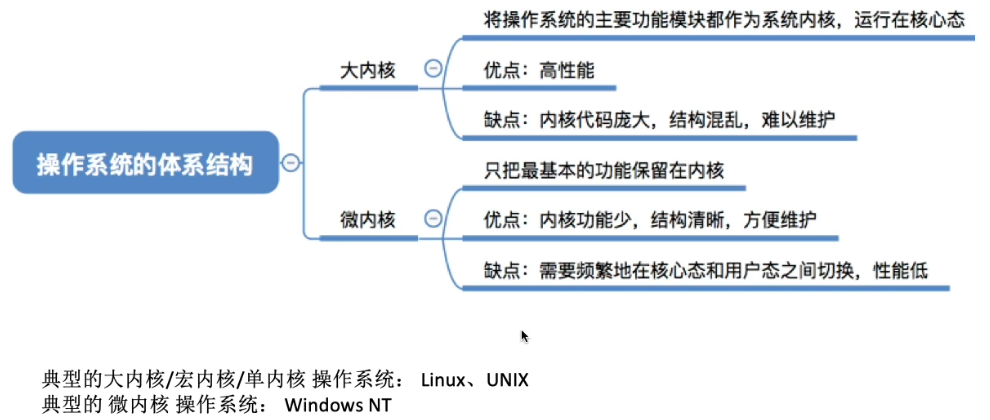 操作系统的体系结构
大内核
将操作系统的主要功能模块都作为系统内核，运行在核心态
优点：高性能
缺点：内核代码庞大，结构混乱，难以维护
微内核
只把最基本的功能保留在内核
优点：内核功能少，结构清晰，方便维护
缺点：需要频繁地在核心态和用户态之间切换，性能低
典型的大内核/宏内核/单内核 操作系统： Linux、UNIX
典型的 微内核 操作系统： Windows NT